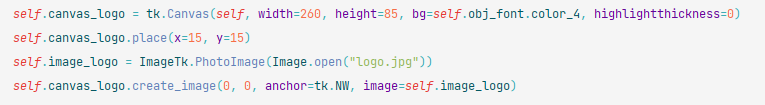 self.canvas_logo = tk.Canvas(self, width=260, height=85, bg=self.obj_font.color_4, highlightthickness=0)
self.canvas_logo.place(x=15, y=15)
self.image_logo = ImageTk.PhotoImage(Image.open("logo.jpg"))
self.canvas_logo.create_image(0, 0, anchor=tk.NW, image=self.image_logo)